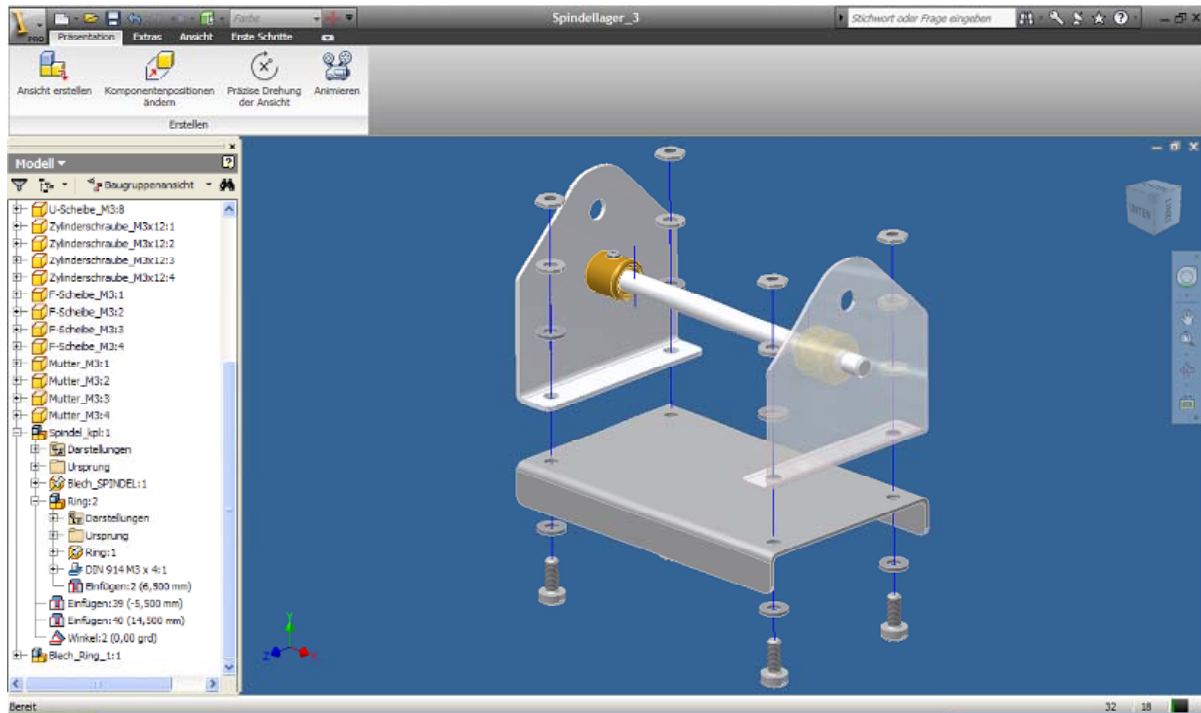 Farbe
Spindellager_3
Stichwort oder Frage eingeben
PRO
Präsentation Extras Ansicht Erste Schritte
Ansicht erstellen
Komponentenpositionen ändern
Präzise Drehung der Ansicht
Animieren
Erstellen
Modell
Baugruppenansicht
U-Scheibe_M3:8
Zylinderschraube_M3x12:1
Zylinderschraube_M3x12:2
Zylinderschraube_M3x12:3
Zylinderschraube_M3x12:4
F-Scheibe_M3:1
F-Scheibe_M3:2
F-Scheibe_M3:3
F-Scheibe_M3:4
Mutter_M3:1
Mutter_M3:2
Mutter_M3:3
Mutter_M3:4
Spindel_kpl:1
Darstellungen
Ursprung
Blech_SPINDEL:1
Ring:2
Darstellungen
Ursprung
Ring:1
DIN 914 M3 x 4:1
Einfügen:2 (6,500 mm)
Einfügen:39 (-5,500 mm)
Einfügen:40 (14,500 mm)
Winkel:2 (0,00 grd)
Blech_Ring_1:1
UNTEN
Y
Z
X
Bereit
32 18